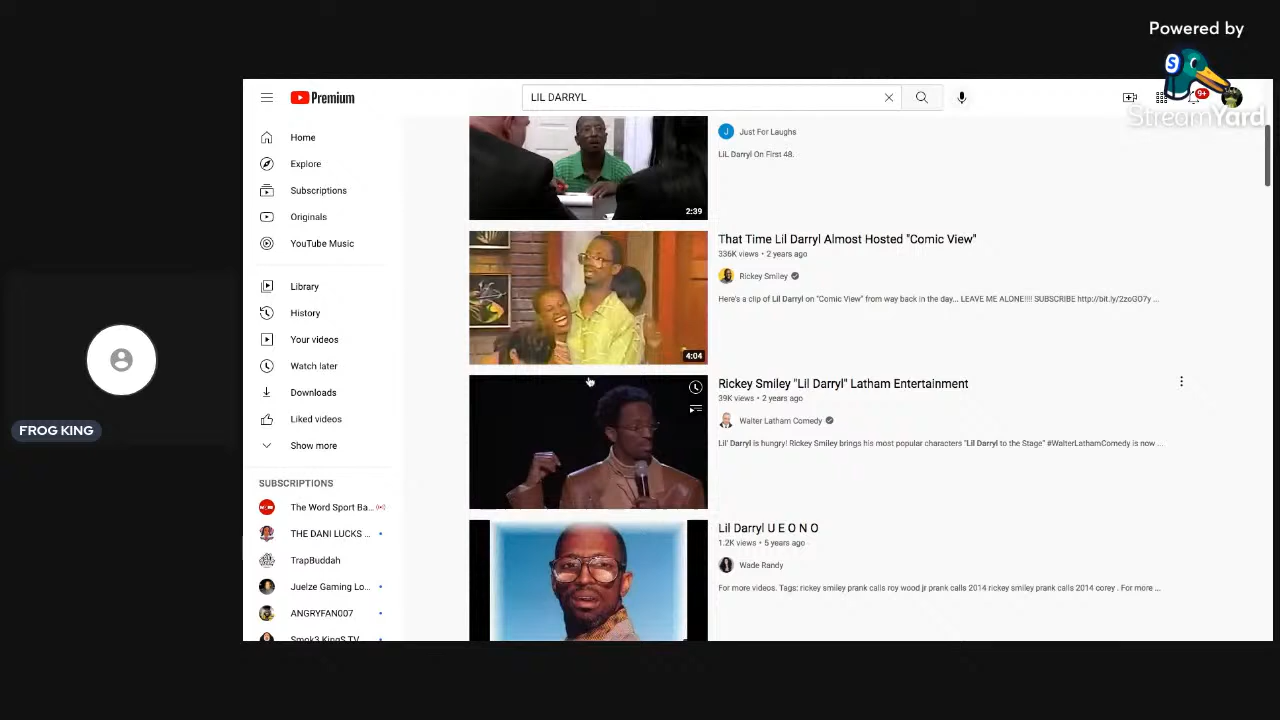 Powered by
StreamYard
S
Premium
LIL DARRYL
9+
Home
Explore
Subscriptions
Originals
YouTube Music
Library
History
Your videos
Watch later
Downloads
Liked videos
Show more
SUBSCRIPTIONS
The Word Sport Ba...
THE DANI LUCKS ...
TrapBuddah
Juelze Gaming Lo...
ANGRYFAN007
Smok3 KingS TV
FROG KING
J Just For Laughs
LiL Darryl On First 48.
2:39
That Time Lil Darryl Almost Hosted "Comic View"
336K views • 2 years ago
Rickey Smiley
Here's a clip of Lil Darryl on "Comic View" from way back in the day... LEAVE ME ALONE!!!! SUBSCRIBE http://bit.ly/2zoGO7y ...
4:04
Rickey Smiley "Lil Darryl" Latham Entertainment
39K views • 2 years ago
Walter Latham Comedy
Lil' Darryl is hungry! Rickey Smiley brings his most popular characters "Lil Darryl to the Stage" #WalterLathamComedy is now ...
Lil Darryl U E O N O
1.2K views • 5 years ago
Wade Randy
For more videos. Tags: rickey smiley prank calls roy wood jr prank calls 2014 rickey smiley prank calls 2014 corey . For more ...